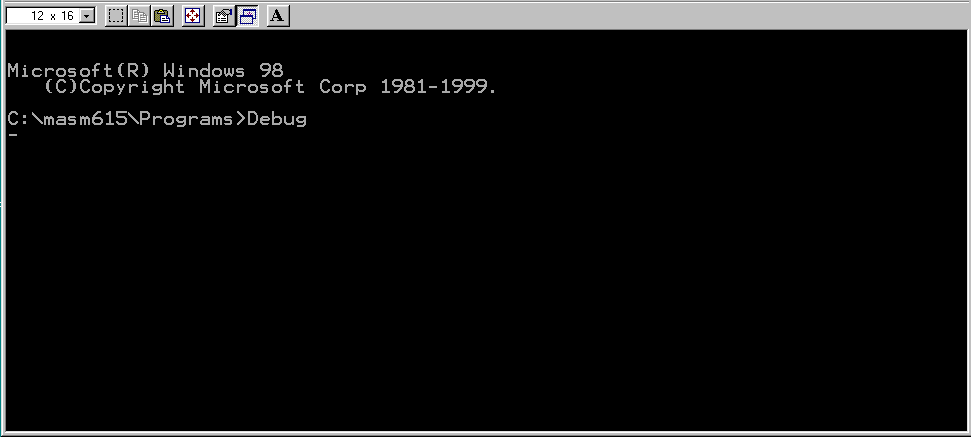 12 x 16 A
Microsoft(R) Windows 98
(C)Copyright Microsoft Corp 1981-1999.
C:\masm615\Programs>Debug
-